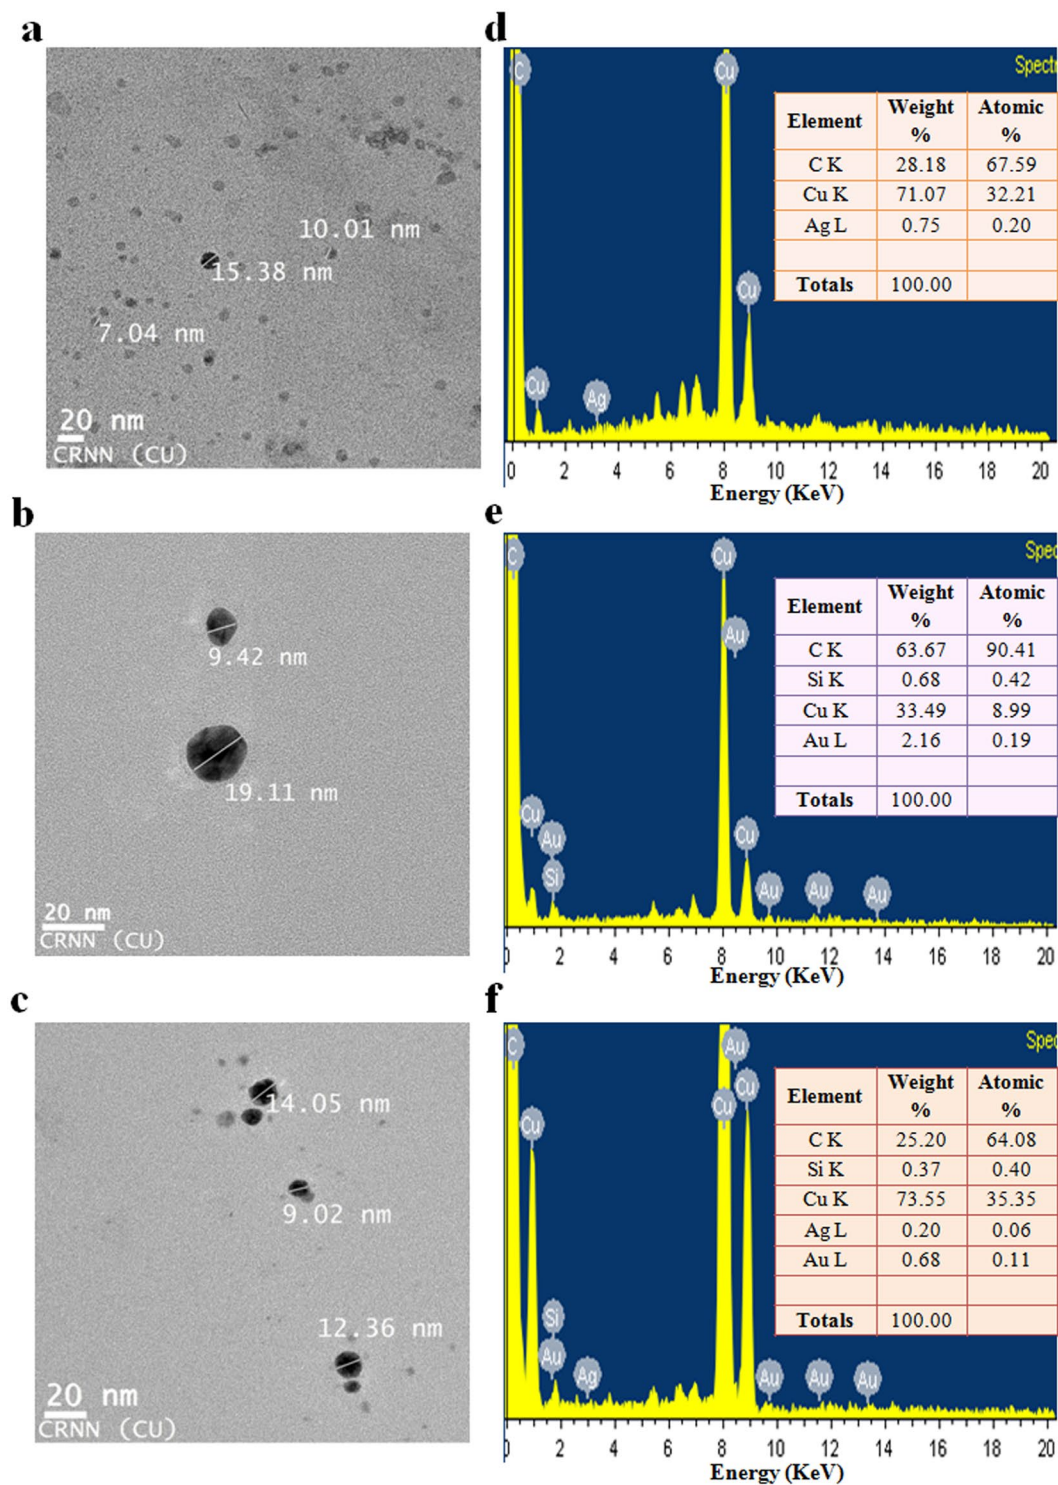 a
10.01 nm
15.38 nm
7.04 nm
20 nm
CRNN (CU)
d
Spectr
C
Cu
Cu
Cu
Ag
Element Weight % Atomic %
C K 28.18 67.59
Cu K 71.07 32.21
Ag L 0.75 0.20
Totals 100.00
0 2 4 6 8 10 12 14 16 18 20
Energy (KeV)
b
9.42 nm
19.11 nm
20 nm
CRNN (CU)
e
Spec
C
Cu
Au
Cu
Au
Si
Cu
Au
Au
Au
Element Weight % Atomic %
C K 63.67 90.41
Si K 0.68 0.42
Cu K 33.49 8.99
Au L 2.16 0.19
Totals 100.00
0 2 4 6 8 10 12 14 16 18 20
Energy (KeV)
c
14.05 nm
9.02 nm
12.36 nm
20 nm
CRNN (CU)
f
Spec
C
Au
Cu
Cu
Cu
Si
Au
Ag
Au
Au
Au
Element Weight % Atomic %
C K 25.20 64.08
Si K 0.37 0.40
Cu K 73.55 35.35
Ag L 0.20 0.06
Au L 0.68 0.11
Totals 100.00
0 2 4 6 8 10 12 14 16 18 20
Energy (KeV)